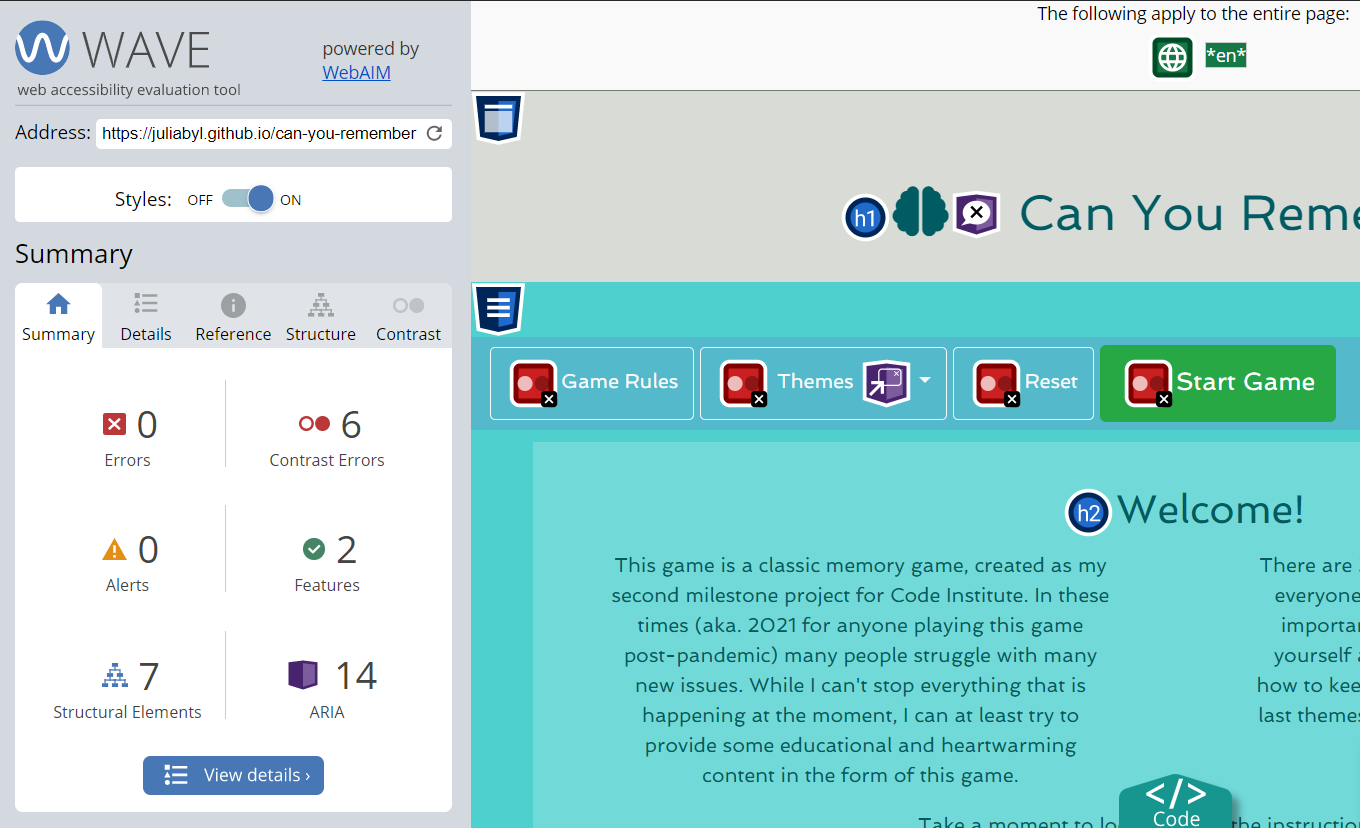 WAVE
web accessibility evaluation tool
powered by
WebAIM
Address: https://juliabyl.github.io/can-you-remember
Styles: OFF ON
Summary
Summary Details Reference Structure Contrast
0
Errors
6
Contrast Errors
0
Alerts
2
Features
7
Structural Elements
14
ARIA
View details ›
The following apply to the entire page:
*en*
h1 Can You Reme
Game Rules
Themes
Reset
Start Game
h2 Welcome!
This game is a classic memory game, created as my
second milestone project for Code Institute. In these
times (aka. 2021 for anyone playing this game
post-pandemic) many people struggle with many
new issues. While I can't stop everything that is
happening at the moment, I can at least try to
provide some educational and heartwarming
content in the form of this game.
There are
everyone
importa
yourself
how to kee
last themes
Take a moment to lo
the instruction
</>
Code